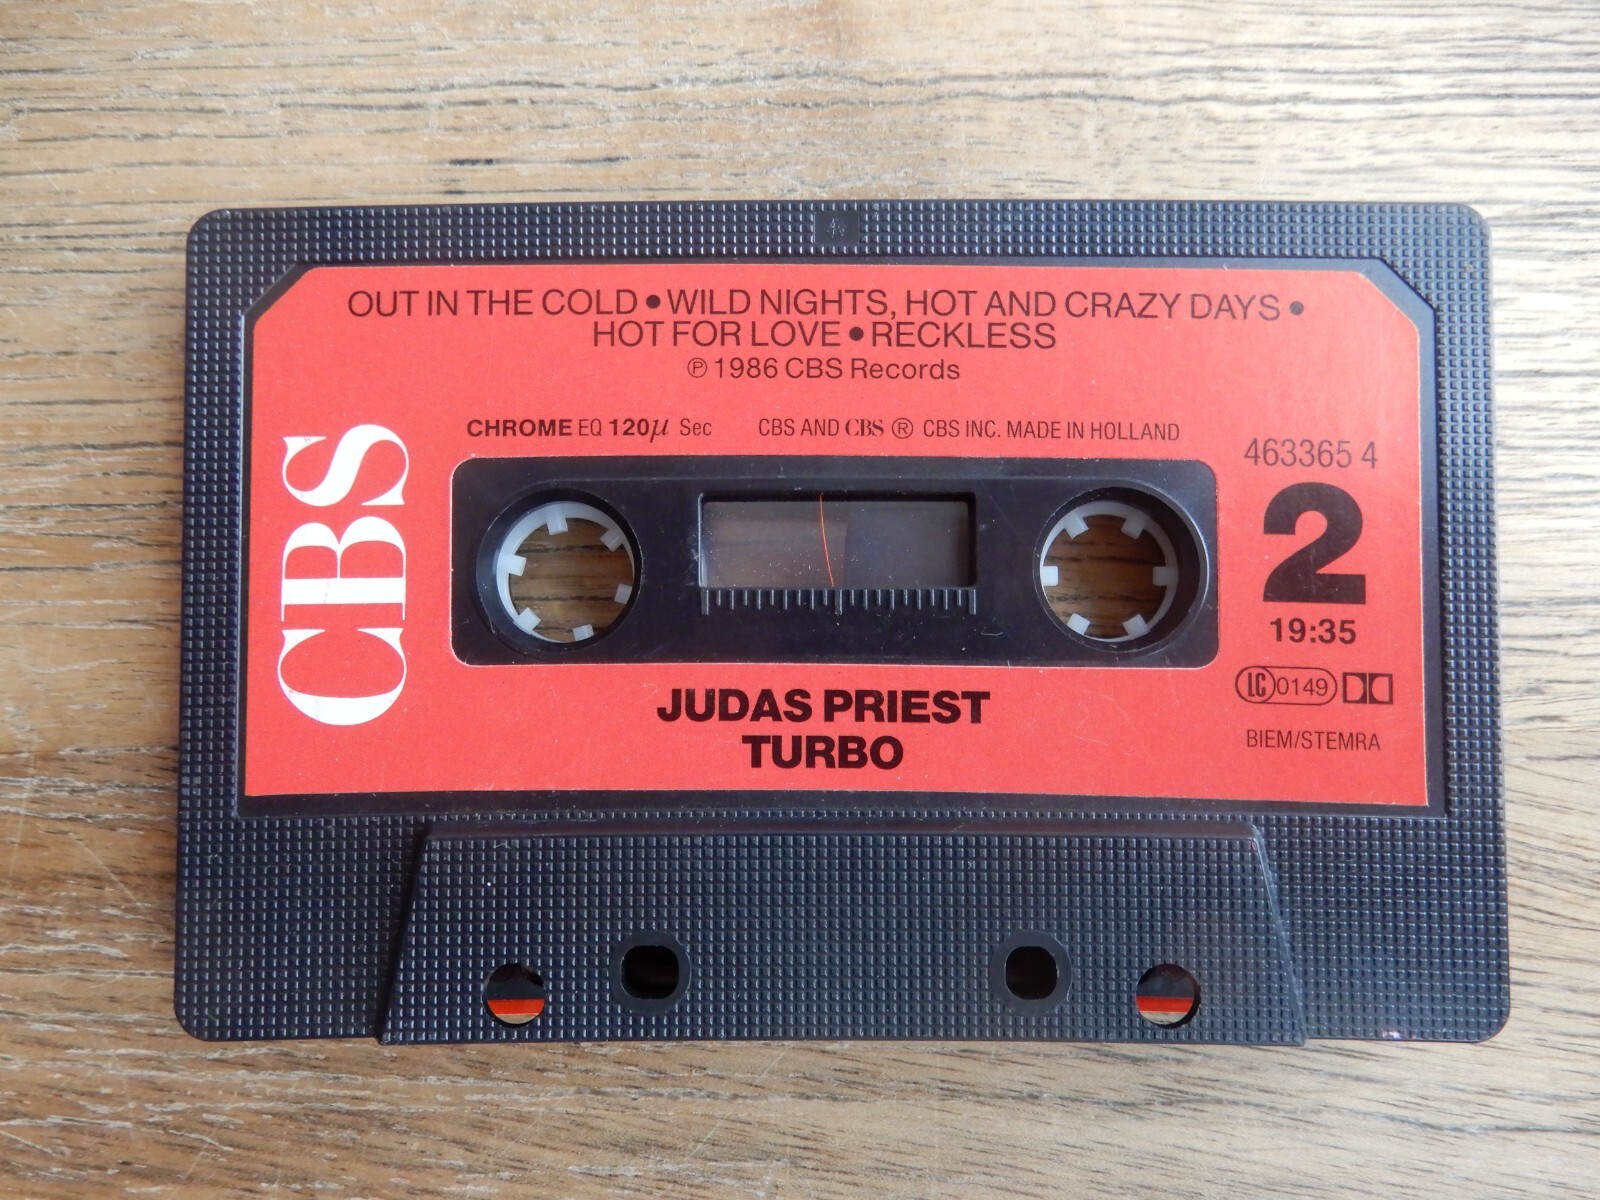 OUT IN THE COLD • WILD NIGHTS, HOT AND CRAZY DAYS •
HOT FOR LOVE • RECKLESS
℗ 1986 CBS Records
CHROME EQ 120µ Sec CBS AND CBS ® CBS INC. MADE IN HOLLAND
CBS
463365 4
2
19:35
LC 0149
BIEM/STEMRA
JUDAS PRIEST
TURBO